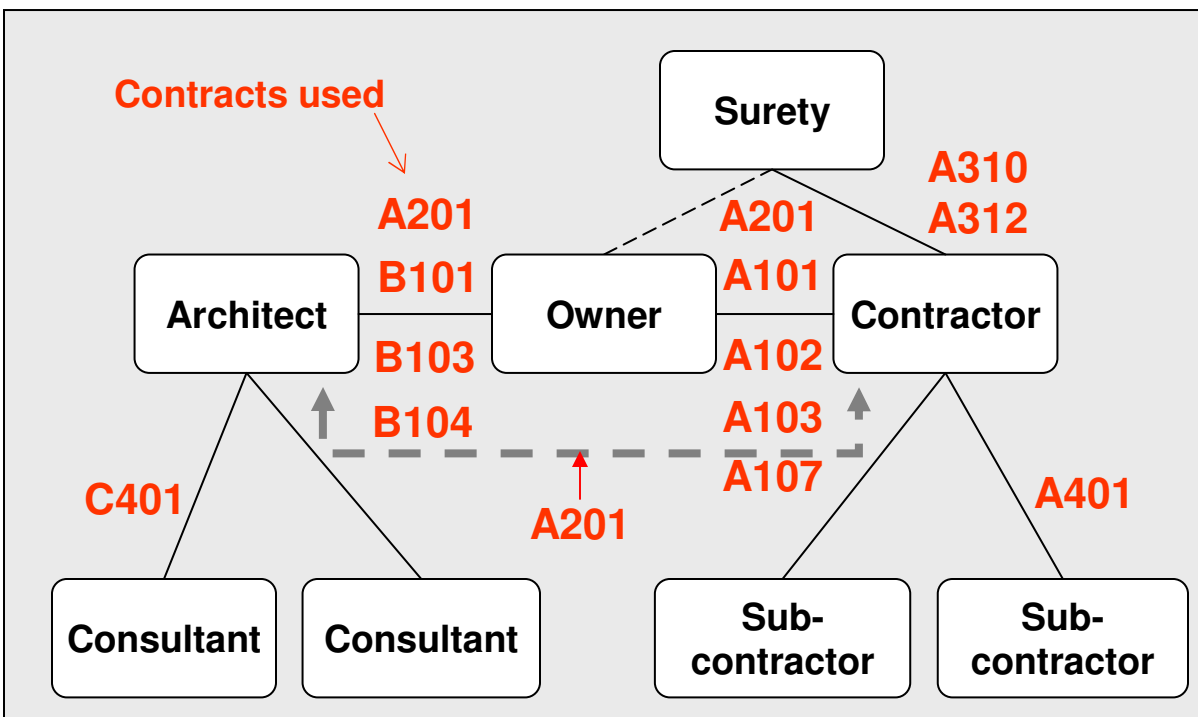 Contracts used
Surety
A310
A312
A201
A201
B101
A101
Architect
Owner
Contractor
B103
A102
B104
A103
A107
C401
A201
A401
Consultant
Consultant
Sub-
contractor
Sub-
contractor